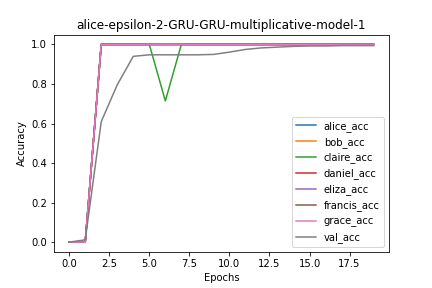 alice-epsilon-2-GRU-GRU-multiplicative-model-1
1.0
0.8
0.6
0.4
0.2
0.0
Accuracy
alice_acc
bob_acc
claire_acc
daniel_acc
eliza_acc
francis_acc
grace_acc
val_acc
0.0 2.5 5.0 7.5 10.0 12.5 15.0 17.5
Epochs